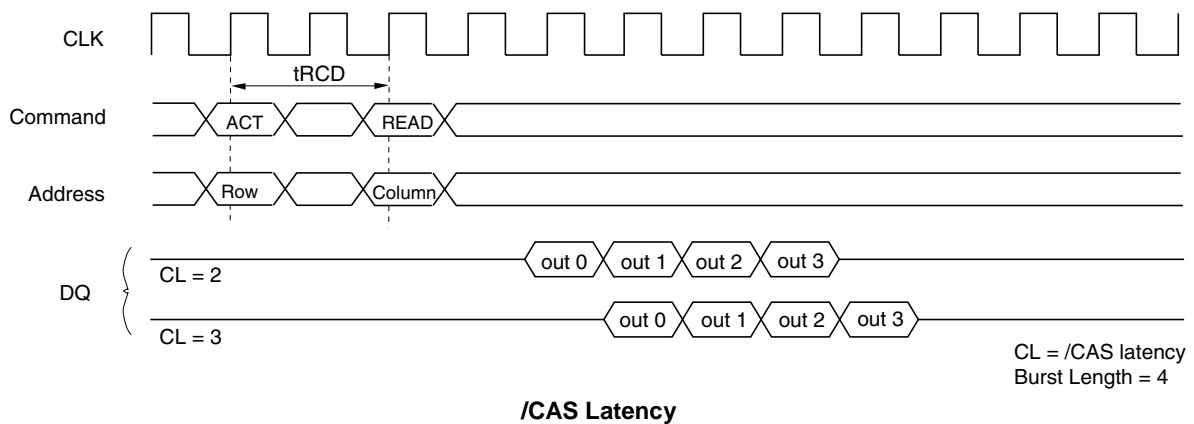 CLK
tRCD
Command
ACT
READ
Address
Row
Column
DQ
CL = 2
out 0 out 1 out 2 out 3
CL = 3
out 0 out 1 out 2 out 3
CL = /CAS latency
Burst Length = 4
/CAS Latency